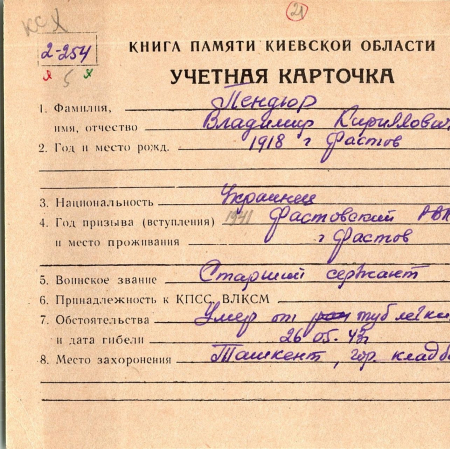 21
КСХ
2-254
я 5 я
КНИГА ПАМЯТИ КИЕВСКОЙ ОБЛАСТИ
УЧЕТНАЯ КАРТОЧКА
1. Фамилия, Пендюр
имя, отчество Владимир Кириллович
2. Год и место рожд. 1918 г Фастов
3. Национальность Украинец
4. Год призыва (вступления) 1941 Фастовский РВК
и место проживания г Фастов
5. Воинское звание Старший сержант
6. Принадлежность к КПСС, ВЛКСМ
7. Обстоятельства Умер от туб легких
и дата гибели 26 05. 43г
8. Место захоронения Ташкент, гор. кладб